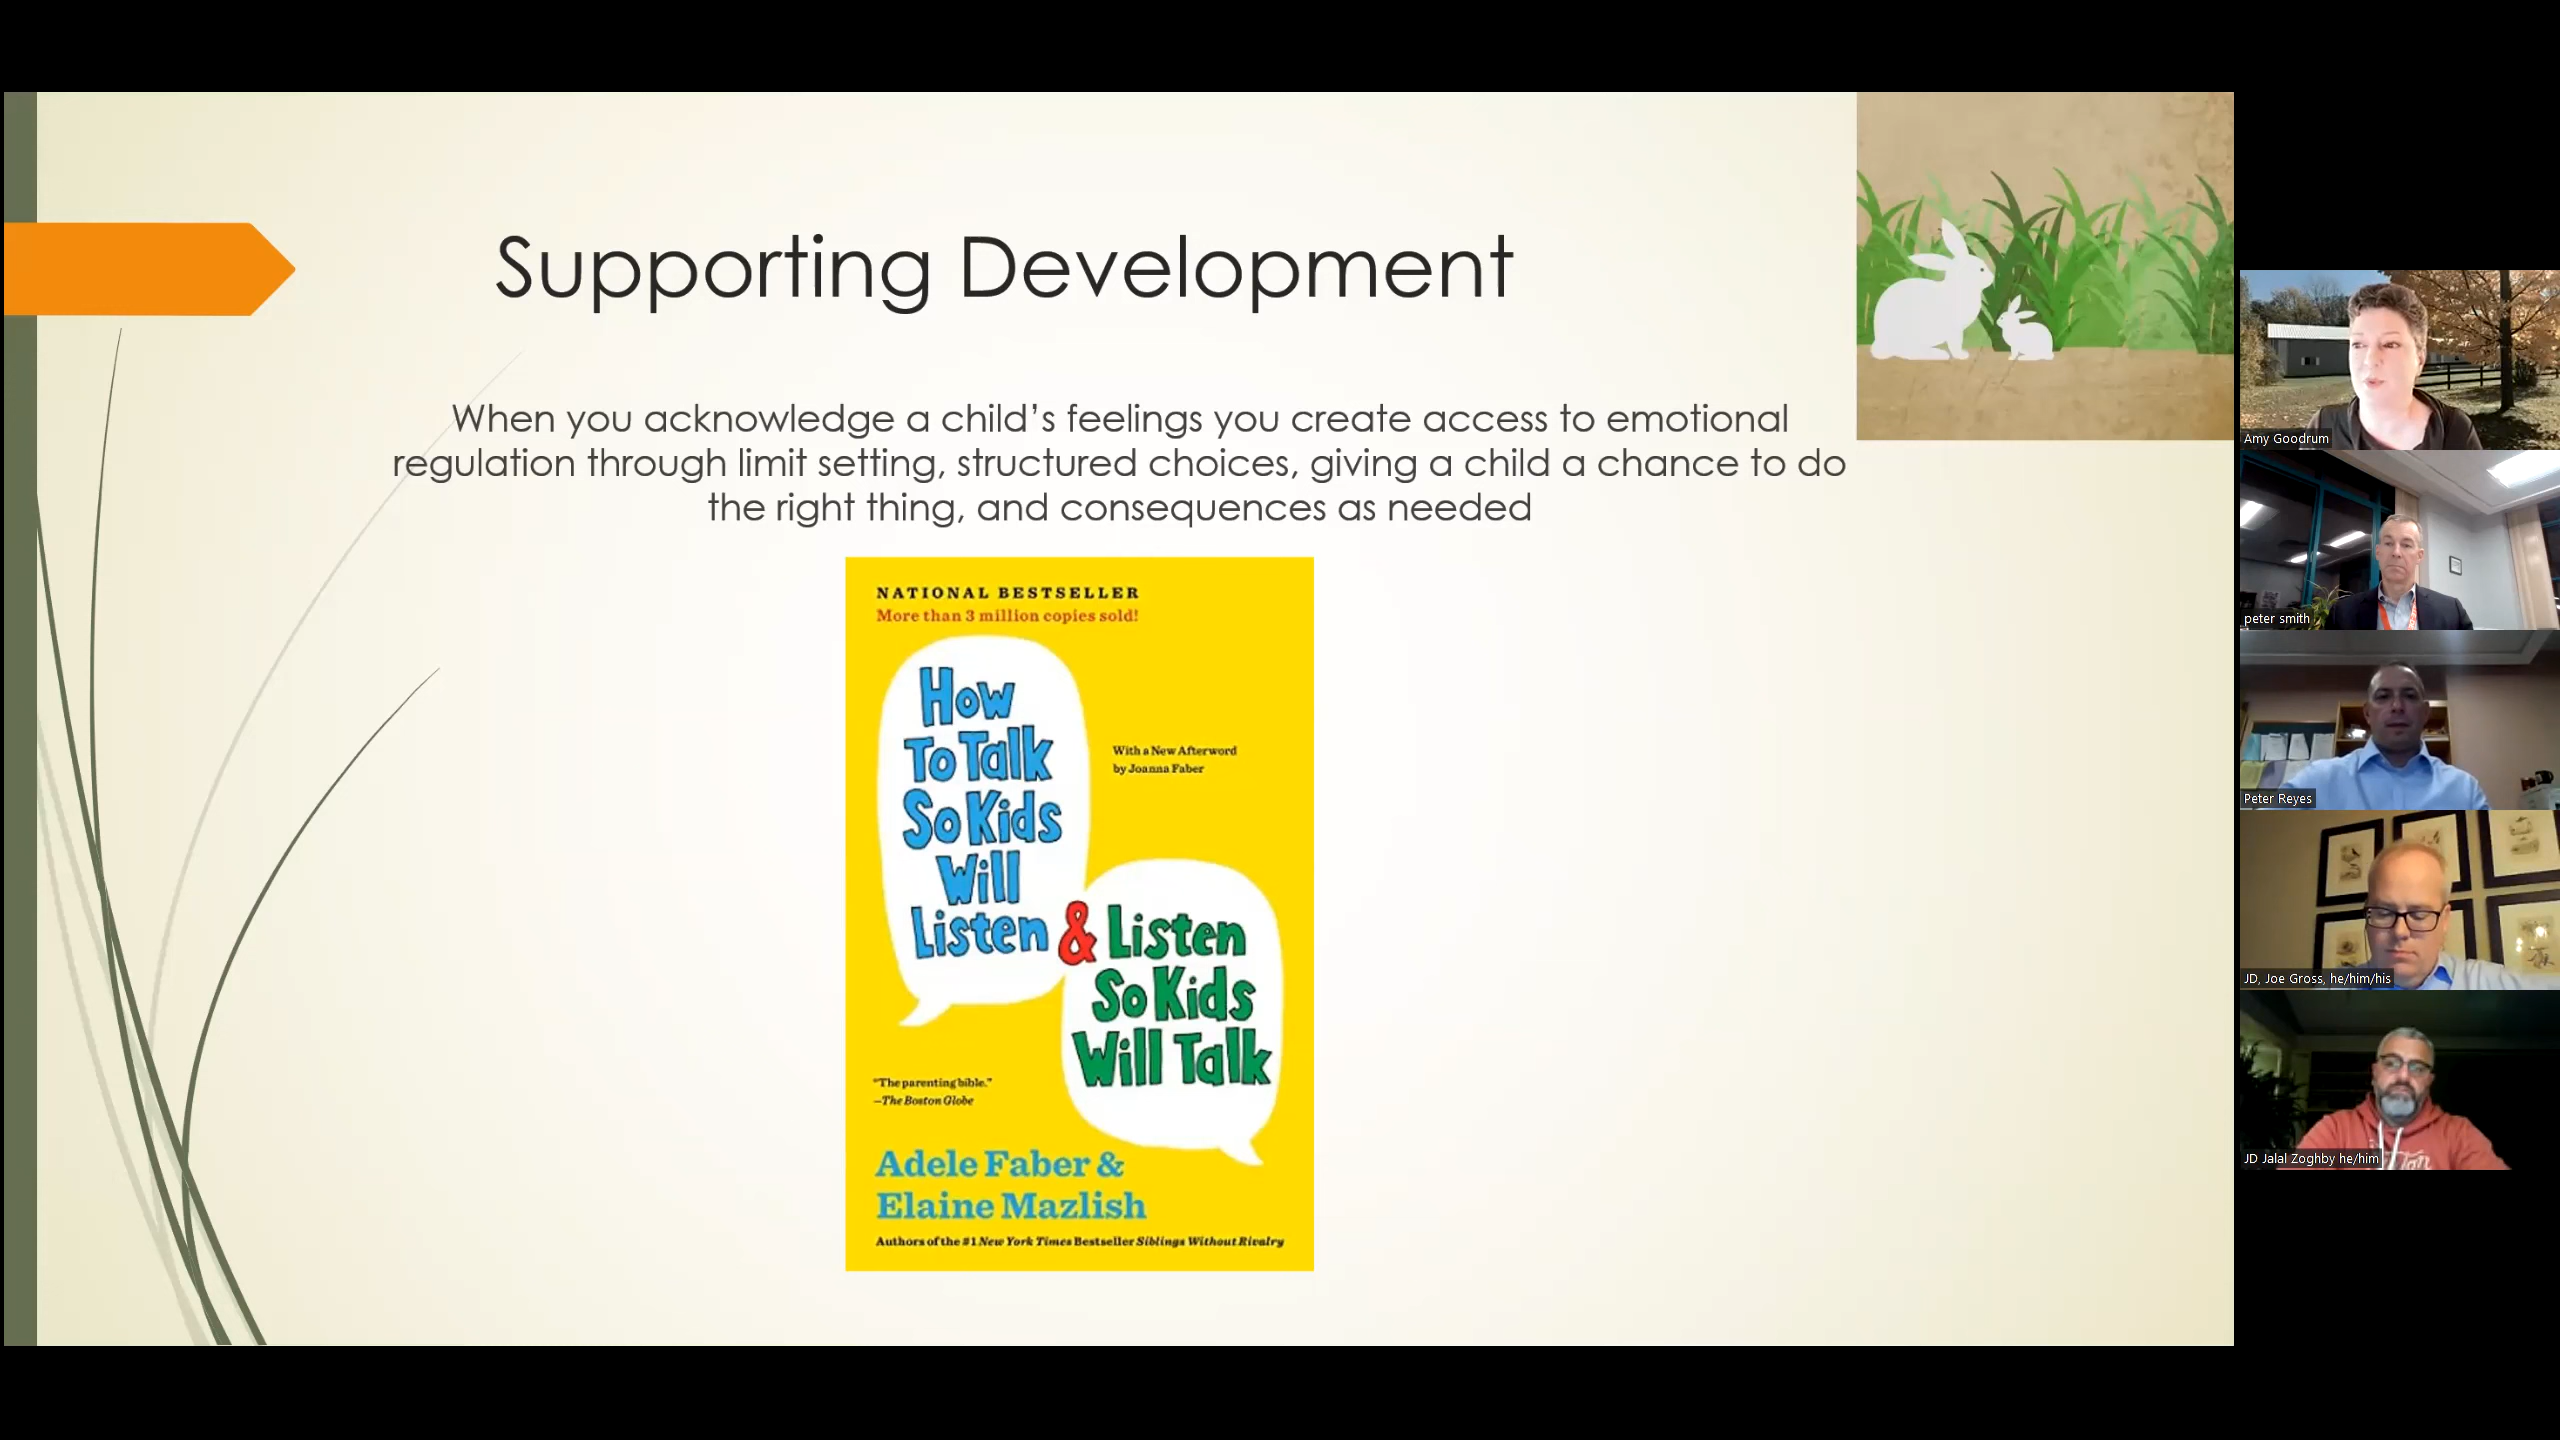 Supporting Development
When you acknowledge a child’s feelings you create access to emotional
regulation through limit setting, structured choices, giving a child a chance to do
the right thing, and consequences as needed
NATIONAL BESTSELLER
More than 3 million copies sold!
How
To Talk
So Kids
Will
Listen
With a New Afterword
by Joanna Faber
& Listen
So Kids
Will Talk
"The parenting bible."
—The Boston Globe
Adele Faber &
Elaine Mazlish
Authors of the #1 New York Times Bestseller Siblings Without Rivalry
Amy Goodrum
peter smith
Peter Reyes
JD, Joe Gross, he/him/his
JD Jalal Zoghby he/him